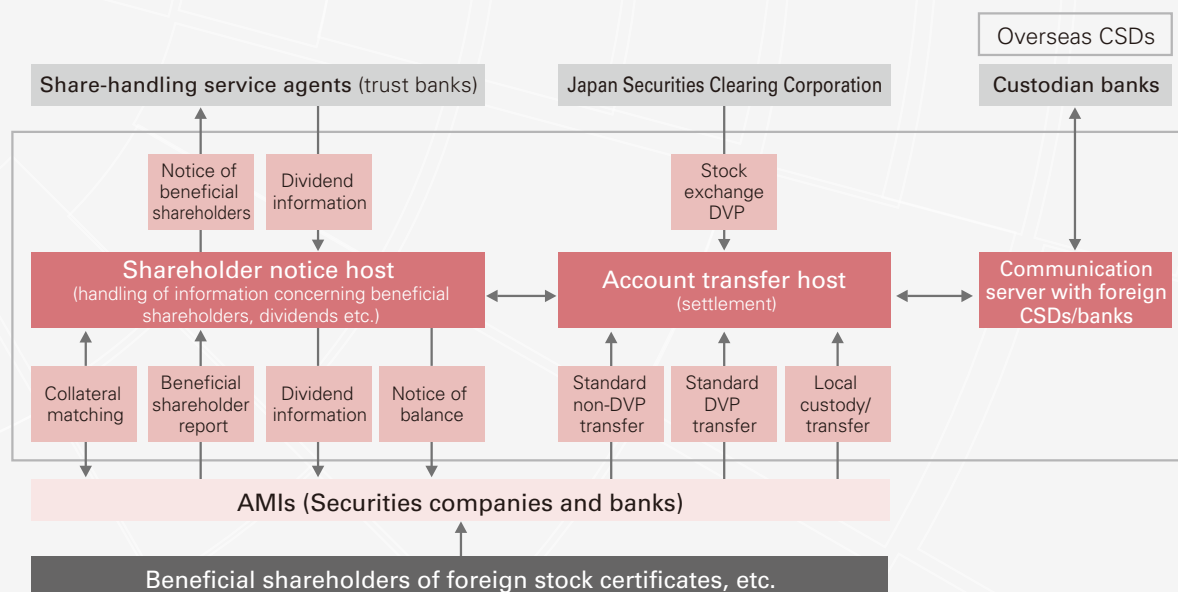 Overseas CSDs
Share-handling service agents (trust banks)
Japan Securities Clearing Corporation
Custodian banks
Notice of
beneficial
shareholders
Dividend
information
Stock
exchange
DVP
Shareholder notice host
(handling of information concerning beneficial
shareholders, dividends etc.)
Account transfer host
(settlement)
Communication
server with foreign
CSDs/banks
Collateral
matching
Beneficial
shareholder
report
Dividend
information
Notice of
balance
Standard
non-DVP
transfer
Standard
DVP
transfer
Local
custody/
transfer
AMIs (Securities companies and banks)
Beneficial shareholders of foreign stock certificates, etc.